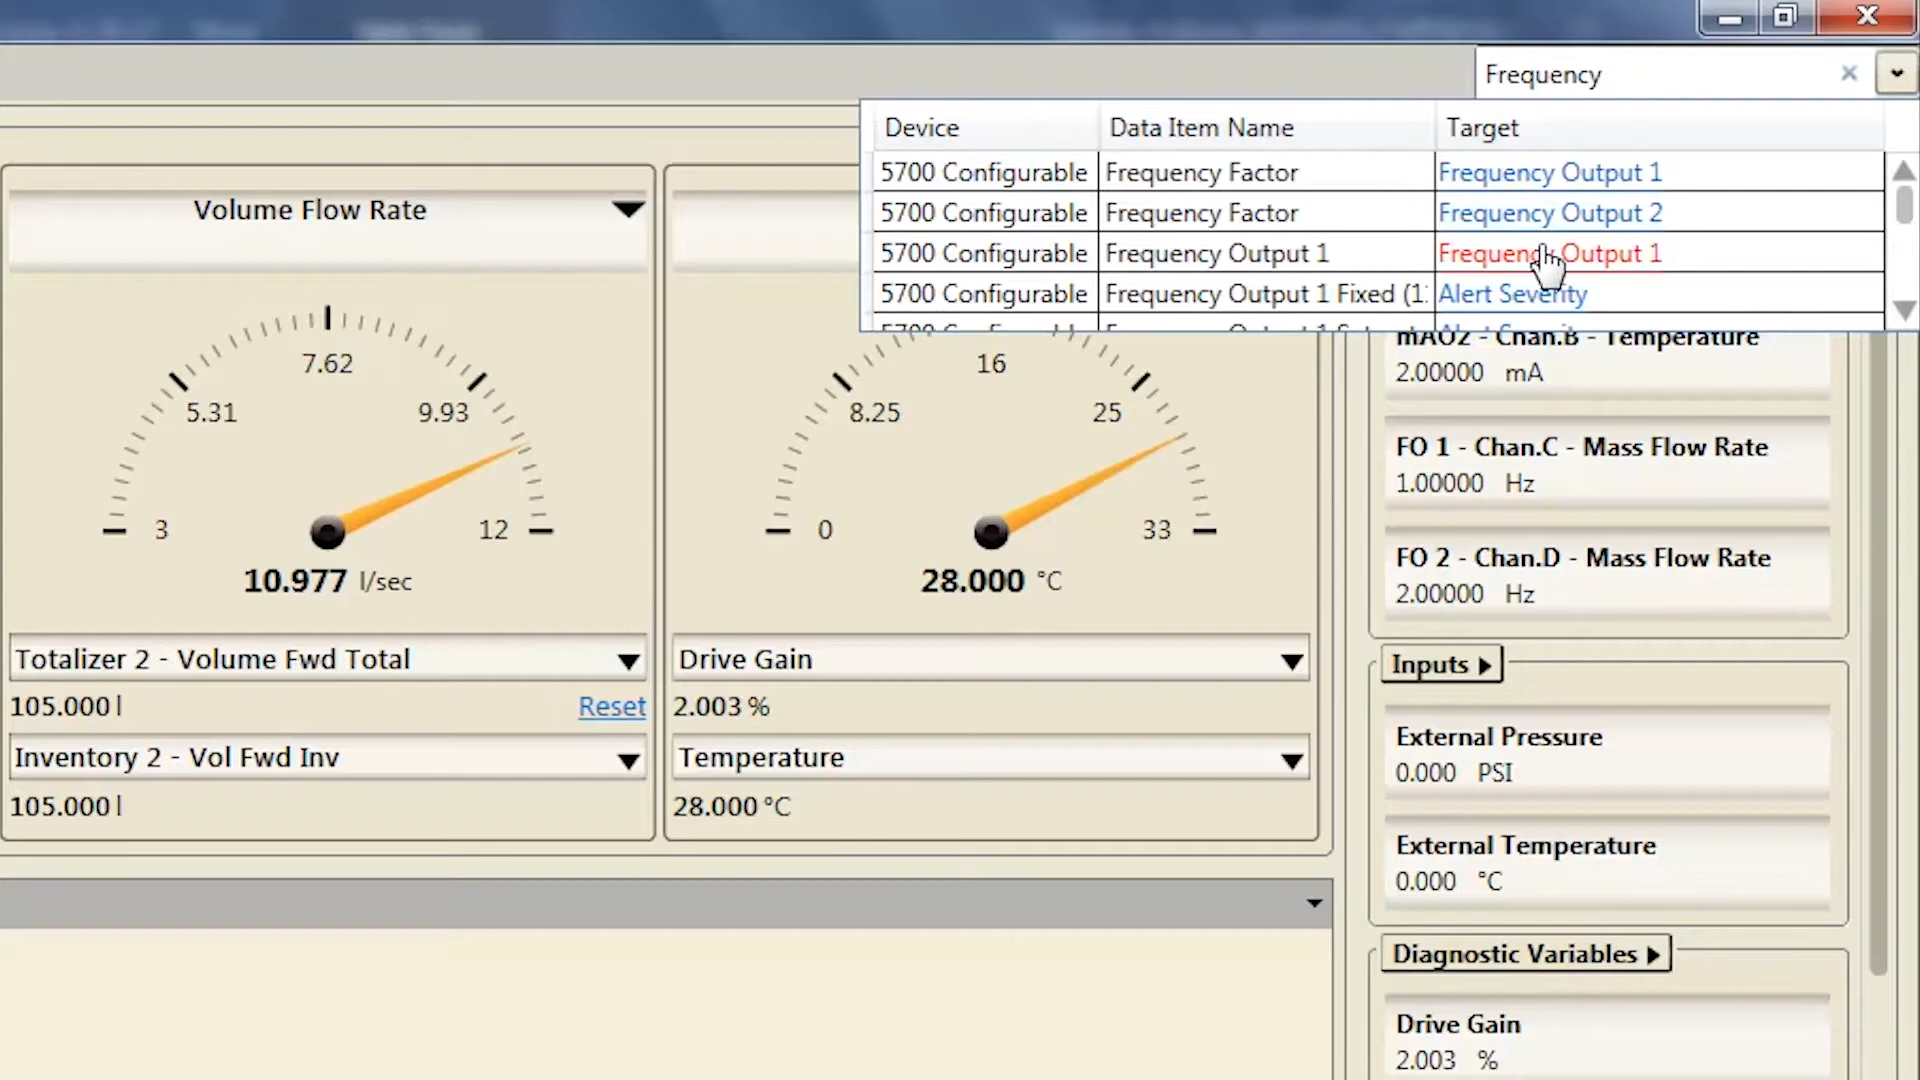 Frequency
Device Data Item Name Target
5700 Configurable Frequency Factor Frequency Output 1
5700 Configurable Frequency Factor Frequency Output 2
5700 Configurable Frequency Output 1 Frequency Output 1
5700 Configurable Frequency Output 1 Fixed (1: Alert Severity
Volume Flow Rate
3
5.31
7.62
9.93
12
10.977 l/sec
Totalizer 2 - Volume Fwd Total
105.000 l Reset
Inventory 2 - Vol Fwd Inv
105.000 l
0
8.25
16
25
33
28.000 °C
Drive Gain
2.003 %
Temperature
28.000 °C
mAO2 - Chan.B - Temperature
2.00000 mA
FO 1 - Chan.C - Mass Flow Rate
1.00000 Hz
FO 2 - Chan.D - Mass Flow Rate
2.00000 Hz
Inputs
External Pressure
0.000 PSI
External Temperature
0.000 °C
Diagnostic Variables
Drive Gain
2.003 %